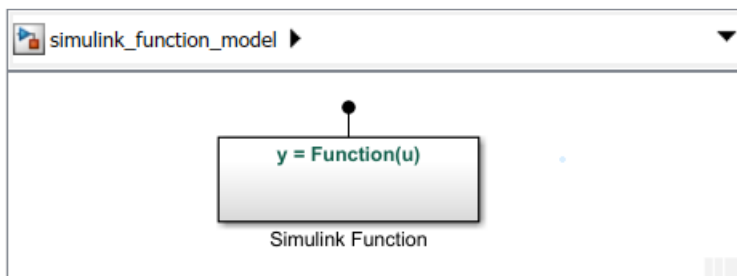 simulink_function_model
y = Function(u)
Simulink Function